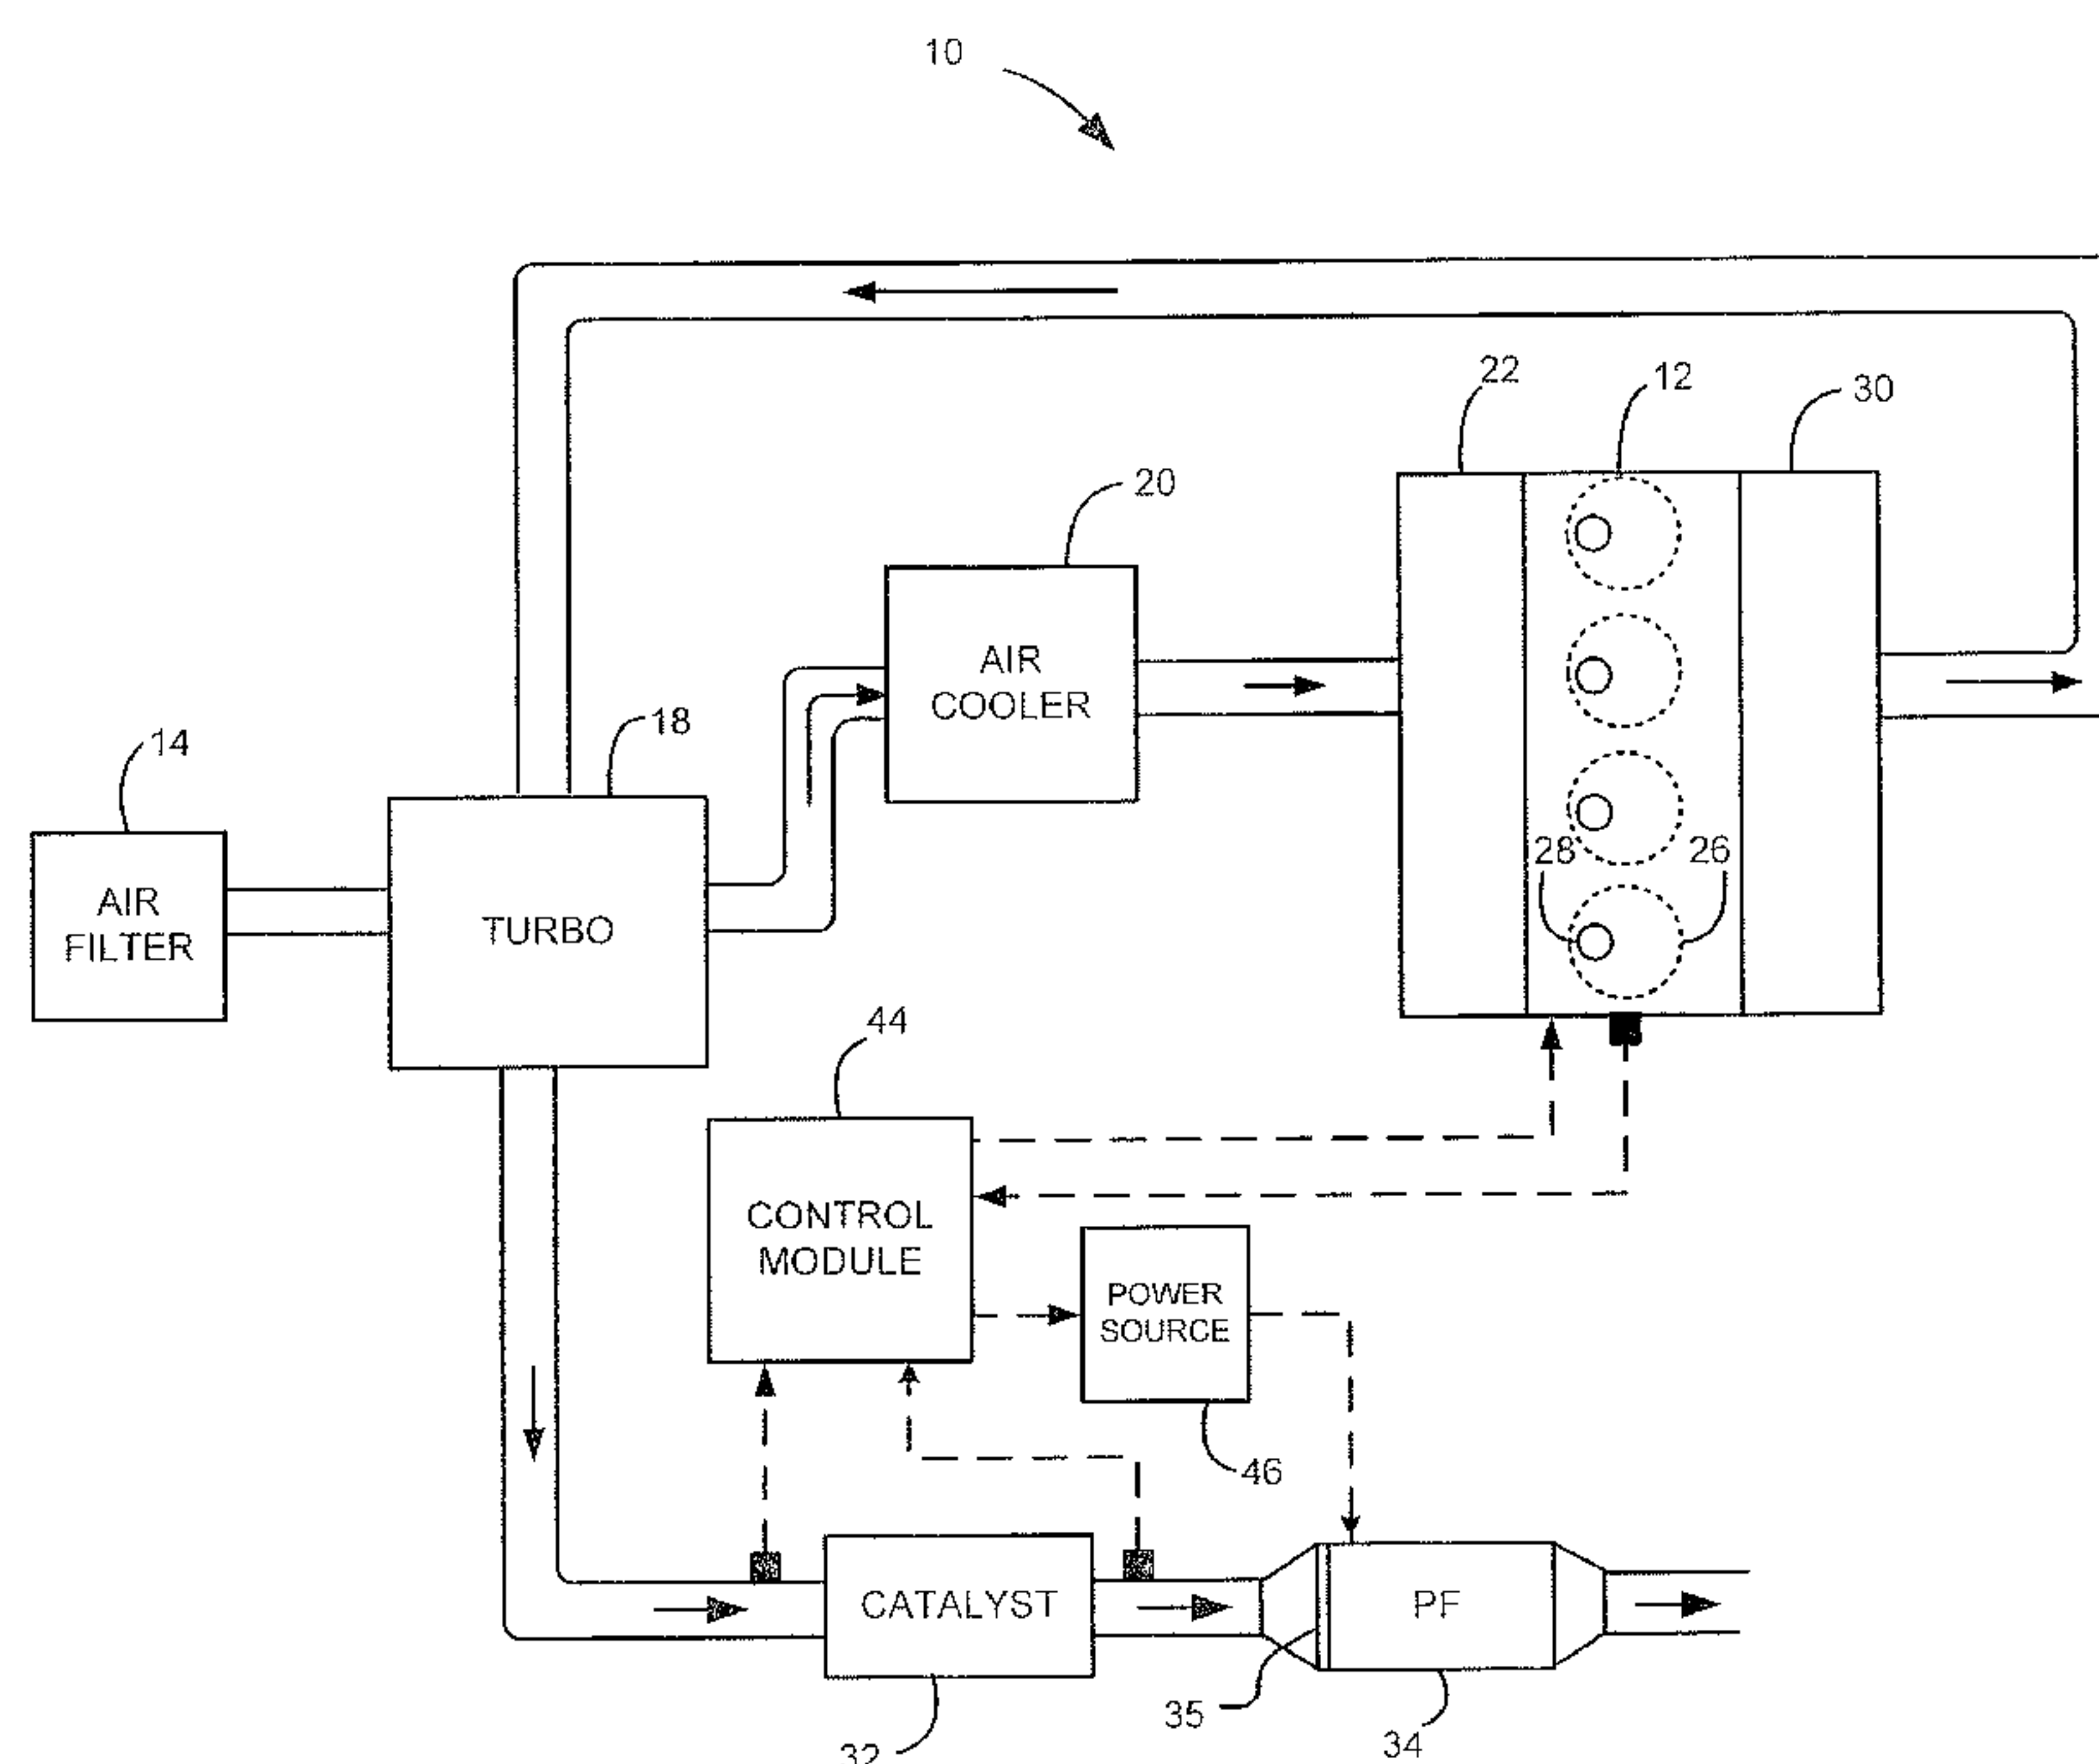 10
22
12
30
20
AIR
COOLER
18
14
AIR
FILTER
TURBO
28
26
44
CONTROL
MODULE
POWER
SOURCE
46
CATALYST
PF
35
34
32